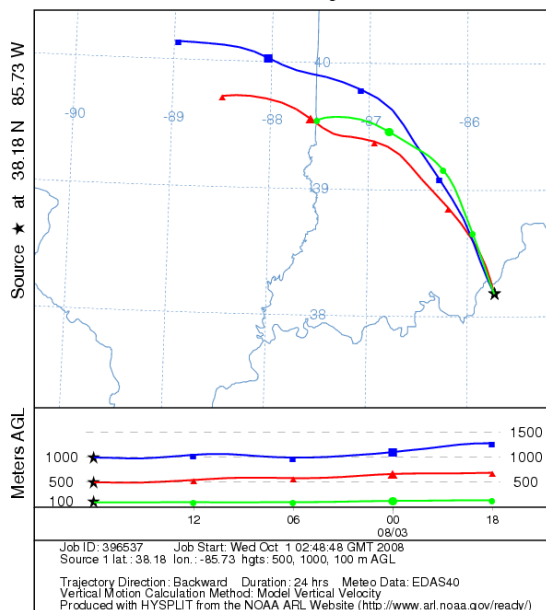 Source ★ at 38.18 N 85.73 W
40
-90
-89
-88
-87
-86
39
38
Meters AGL
1500
1000
1000
500
500
100
12
06
00
18
08/03
Job ID: 396537 Job Start: Wed Oct 1 02:48:48 GMT 2008
Source 1 lat.: 38.18 lon.: -85.73 hgts: 500, 1000, 100 m AGL
Trajectory Direction: Backward Duration: 24 hrs Meteo Data: EDAS40
Vertical Motion Calculation Method: Model Vertical Velocity
Produced with HYSPLIT from the NOAA ARL Website (http://www.arl.noaa.gov/ready/)